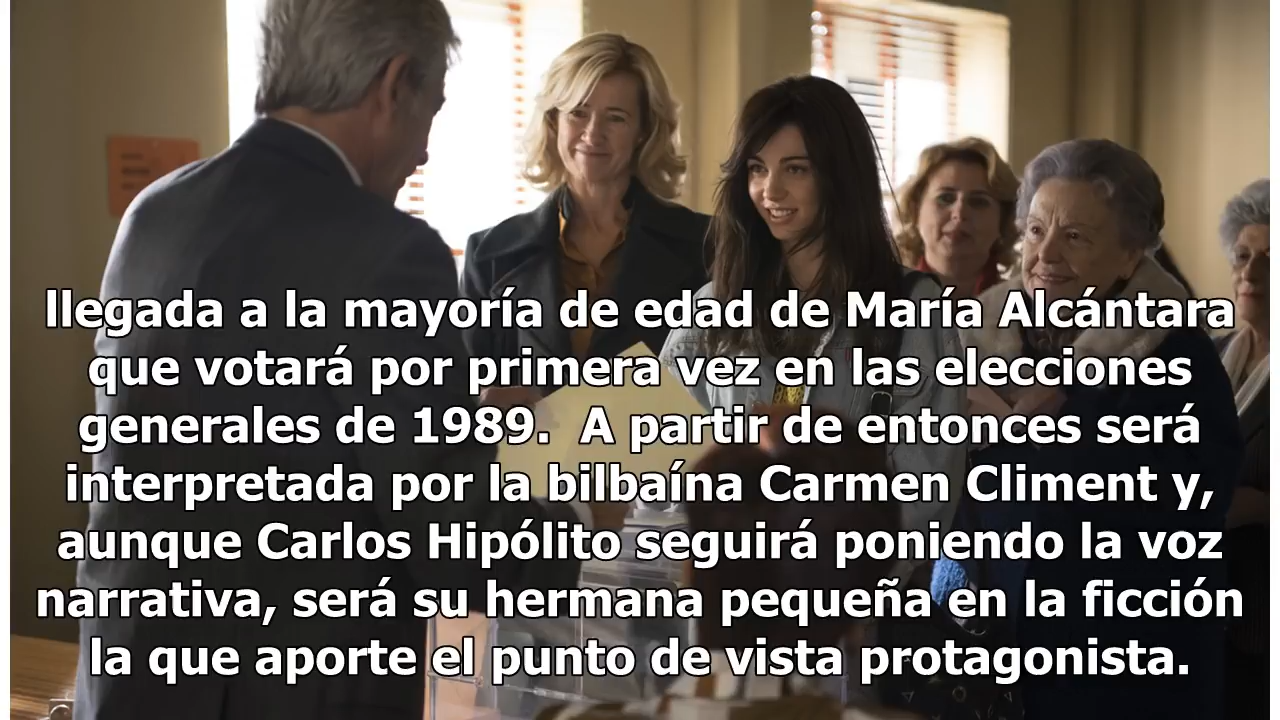 llegada a la mayoría de edad de María Alcántara
que votará por primera vez en las elecciones
generales de 1989.  A partir de entonces será
interpretada por la bilbaína Carmen Climent y,
aunque Carlos Hipólito seguirá poniendo la voz
narrativa, será su hermana pequeña en la ficción
la que aporte el punto de vista protagonista.